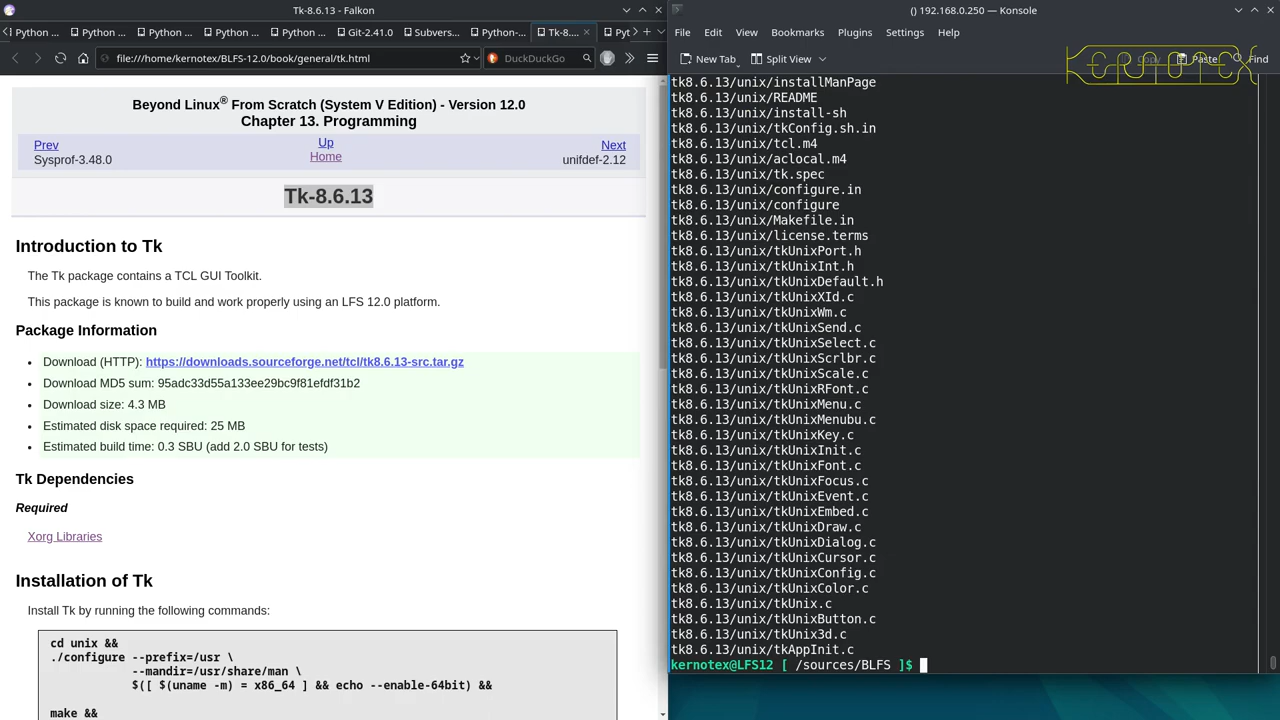 Tk-8.6.13 - Falkon
Python ...
Python ...
Python ...
Python ...
Python ...
Git-2.41.0
Subvers...
Python-...
Tk-8....
Pyt
file:///home/kernotex/BLFS-12.0/book/general/tk.html
DuckDuckGo
Beyond Linux® From Scratch (System V Edition) - Version 12.0
Chapter 13. Programming
Prev
Up
Next
Sysprof-3.48.0
Home
unifdef-2.12
Tk-8.6.13
Introduction to Tk
The Tk package contains a TCL GUI Toolkit.
This package is known to build and work properly using an LFS 12.0 platform.
Package Information
• Download (HTTP): https://downloads.sourceforge.net/tcl/tk8.6.13-src.tar.gz
• Download MD5 sum: 95adc33d55a133ee29bc9f81efdf31b2
• Download size: 4.3 MB
• Estimated disk space required: 25 MB
• Estimated build time: 0.3 SBU (add 2.0 SBU for tests)
Tk Dependencies
Required
Xorg Libraries
Installation of Tk
Install Tk by running the following commands:
cd unix &&
./configure --prefix=/usr \
--mandir=/usr/share/man \
$([ $(uname -m) = x86_64 ] && echo --enable-64bit) &&
make &&
() 192.168.0.250 — Konsole
File Edit View Bookmarks Plugins Settings Help
New Tab
Split View
Copy
Paste
Find
KERNOTEX
tk8.6.13/unix/installManPage
tk8.6.13/unix/README
tk8.6.13/unix/install-sh
tk8.6.13/unix/tkConfig.sh.in
tk8.6.13/unix/tcl.m4
tk8.6.13/unix/aclocal.m4
tk8.6.13/unix/tk.spec
tk8.6.13/unix/configure.in
tk8.6.13/unix/configure
tk8.6.13/unix/Makefile.in
tk8.6.13/unix/license.terms
tk8.6.13/unix/tkUnixPort.h
tk8.6.13/unix/tkUnixInt.h
tk8.6.13/unix/tkUnixDefault.h
tk8.6.13/unix/tkUnixXId.c
tk8.6.13/unix/tkUnixWm.c
tk8.6.13/unix/tkUnixSend.c
tk8.6.13/unix/tkUnixSelect.c
tk8.6.13/unix/tkUnixScrlbr.c
tk8.6.13/unix/tkUnixScale.c
tk8.6.13/unix/tkUnixRFont.c
tk8.6.13/unix/tkUnixMenu.c
tk8.6.13/unix/tkUnixMenubu.c
tk8.6.13/unix/tkUnixKey.c
tk8.6.13/unix/tkUnixInit.c
tk8.6.13/unix/tkUnixFont.c
tk8.6.13/unix/tkUnixFocus.c
tk8.6.13/unix/tkUnixEvent.c
tk8.6.13/unix/tkUnixEmbed.c
tk8.6.13/unix/tkUnixDraw.c
tk8.6.13/unix/tkUnixDialog.c
tk8.6.13/unix/tkUnixCursor.c
tk8.6.13/unix/tkUnixConfig.c
tk8.6.13/unix/tkUnixColor.c
tk8.6.13/unix/tkUnix.c
tk8.6.13/unix/tkUnixButton.c
tk8.6.13/unix/tkUnix3d.c
tk8.6.13/unix/tkAppInit.c
kernotex@LFS12 [ /sources/BLFS ]$